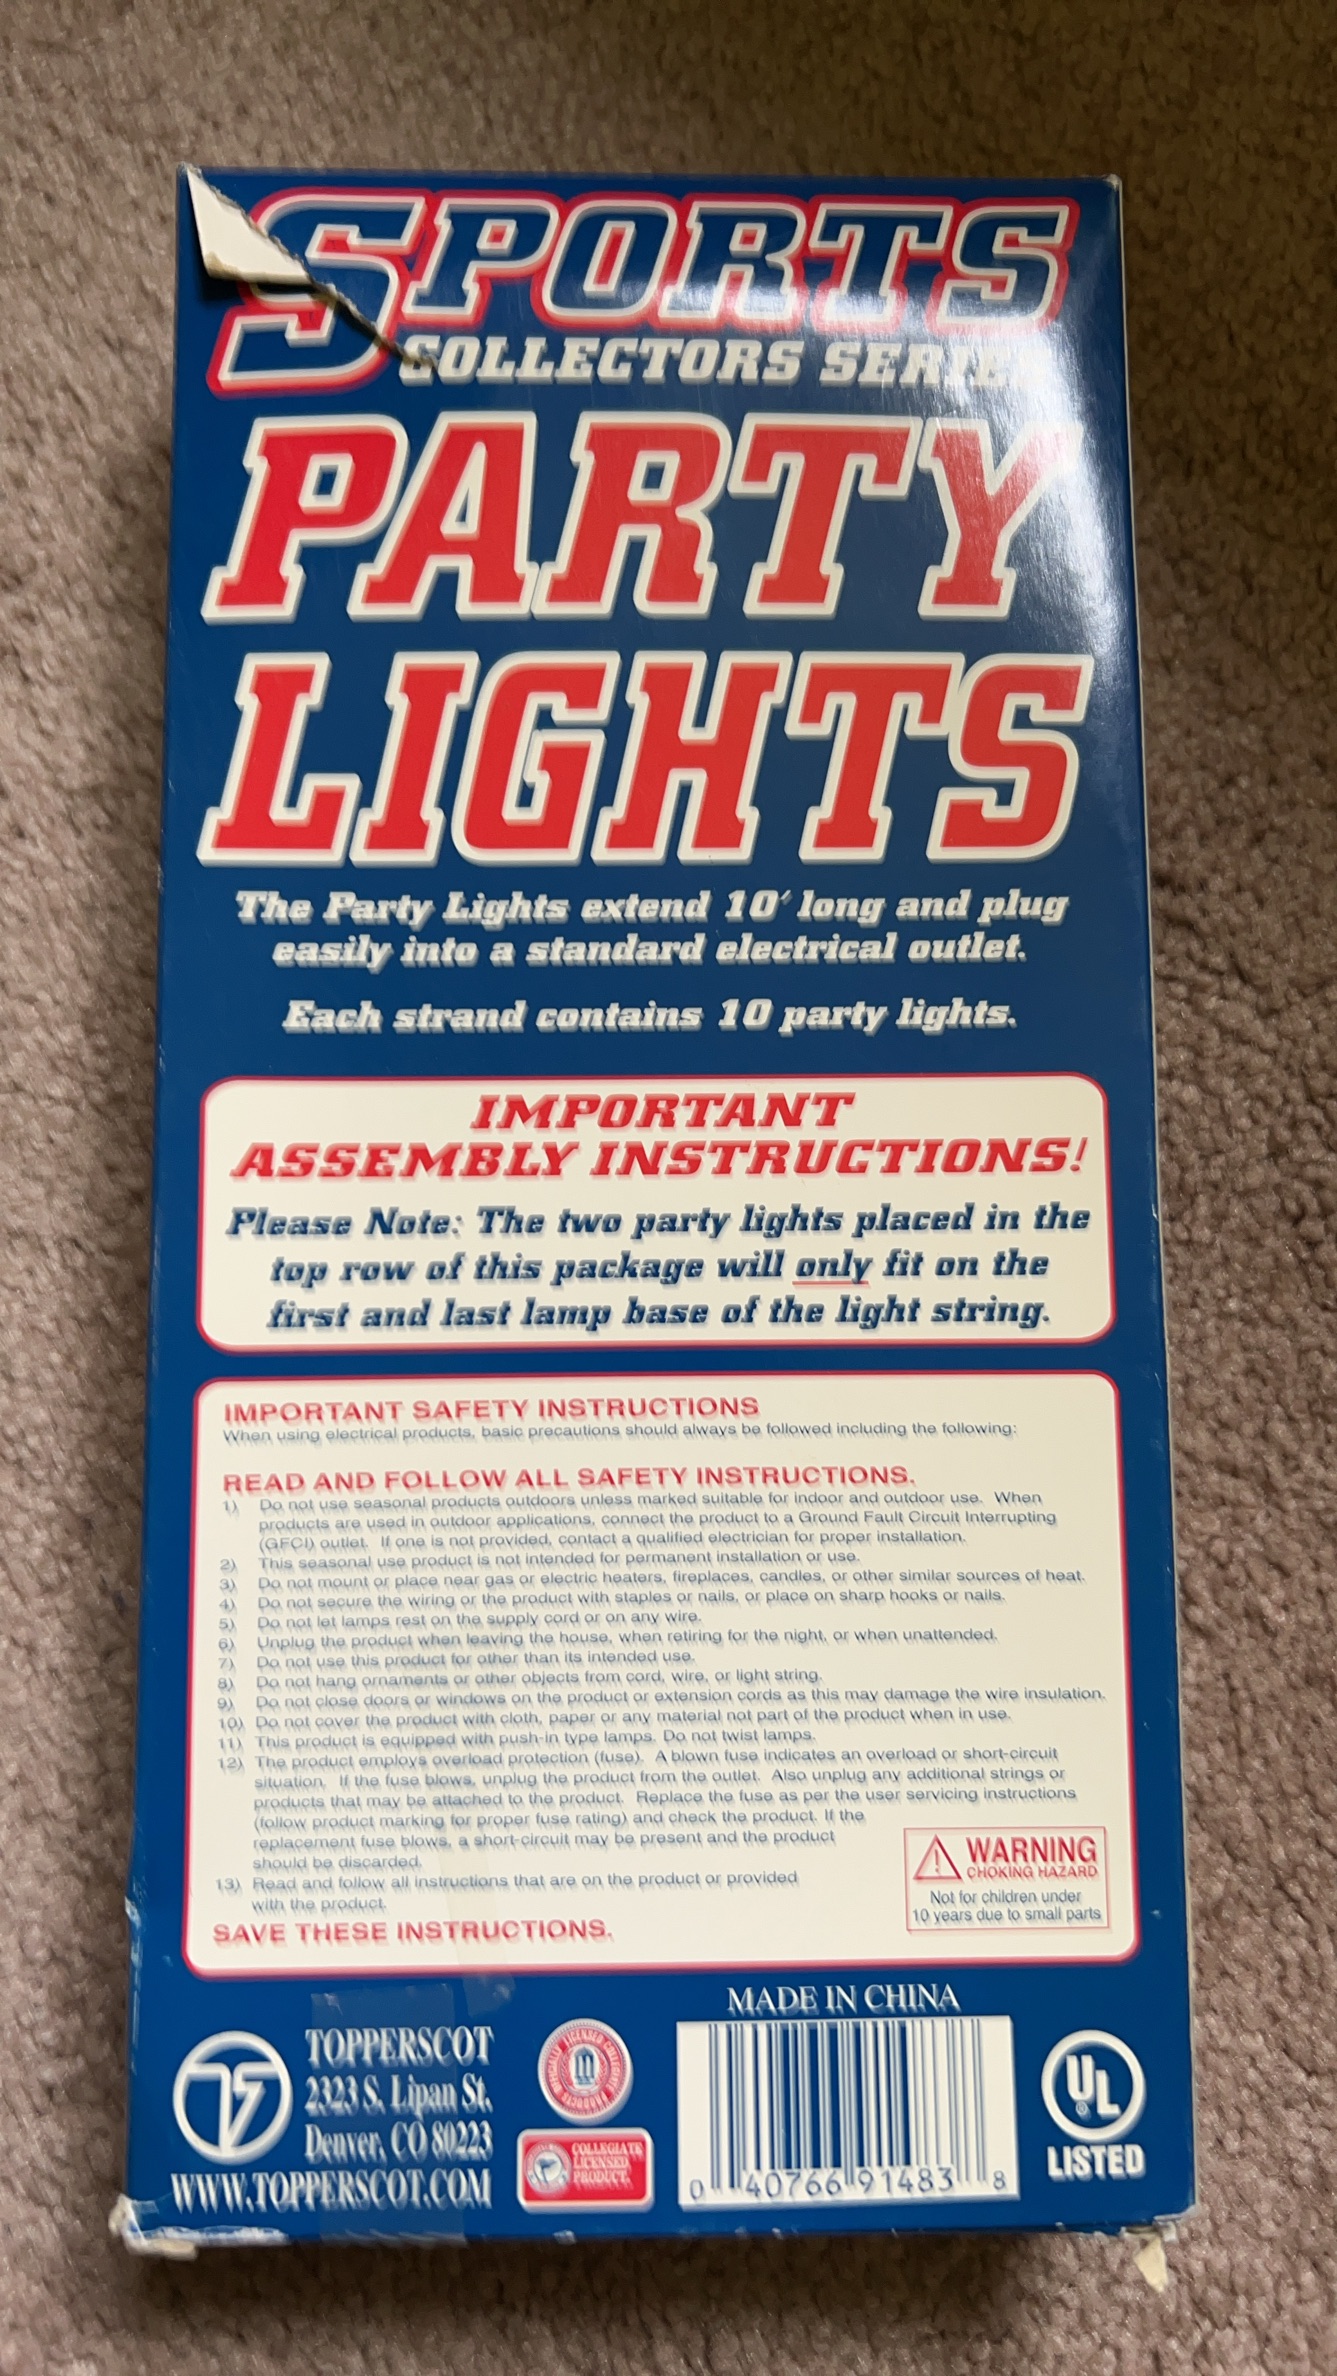 SPORTS
COLLECTORS SERIES
PARTY
LIGHTS
The Party Lights extend 10' long and plug
easily into a standard electrical outlet.
Each strand contains 10 party lights.
IMPORTANT
ASSEMBLY INSTRUCTIONS!
Please Note: The two party lights placed in the
top row of this package will only fit on the
first and last lamp base of the light string.
IMPORTANT SAFETY INSTRUCTIONS
When using electrical products, basic precautions should always be followed including the following:
READ AND FOLLOW ALL SAFETY INSTRUCTIONS.
1) Do not use seasonal products outdoors unless marked suitable for indoor and outdoor use. When
products are used in outdoor applications, connect the product to a Ground Fault Circuit Interrupting
(GFCI) outlet. If one is not provided, contact a qualified electrician for proper installation.
2) This seasonal use product is not intended for permanent installation or use.
3) Do not mount or place near gas or electric heaters, fireplaces, candles, or other similar sources of heat.
4) Do not secure the wiring or the product with staples or nails, or place on sharp hooks or nails.
5) Do not let lamps rest on the supply cord or on any wire.
6) Unplug the product when leaving the house, when retiring for the night, or when unattended.
7) Do not use this product for other than its intended use.
8) Do not hang ornaments or other objects from cord, wire, or light string.
9) Do not close doors or windows on the product or extension cords as this may damage the wire insulation.
10) Do not cover the product with cloth, paper or any material not part of the product when in use.
11) This product is equipped with push-in type lamps. Do not twist lamps.
12) The product employs overload protection (fuse). A blown fuse indicates an overload or short-circuit
situation. If the fuse blows, unplug the product from the outlet. Also unplug any additional strings or
products that may be attached to the product. Replace the fuse as per the user servicing instructions
(follow product marking for proper fuse rating) and check the product. If the
replacement fuse blows, a short-circuit may be present and the product
should be discarded.
13) Read and follow all instructions that are on the product or provided
with the product.
SAVE THESE INSTRUCTIONS.
WARNING
CHOKING HAZARD
Not for children under
10 years due to small parts
TOPPERSCOT
2323 S. Lipan St.
Denver, CO 80223
WWW.TOPPERSCOT.COM
OFFICIALLY LICENSED COLLEGIATE PRODUCTS
COLLEGIATE
LICENSED
PRODUCT
MADE IN CHINA
0 40766 91483 8
UL
LISTED